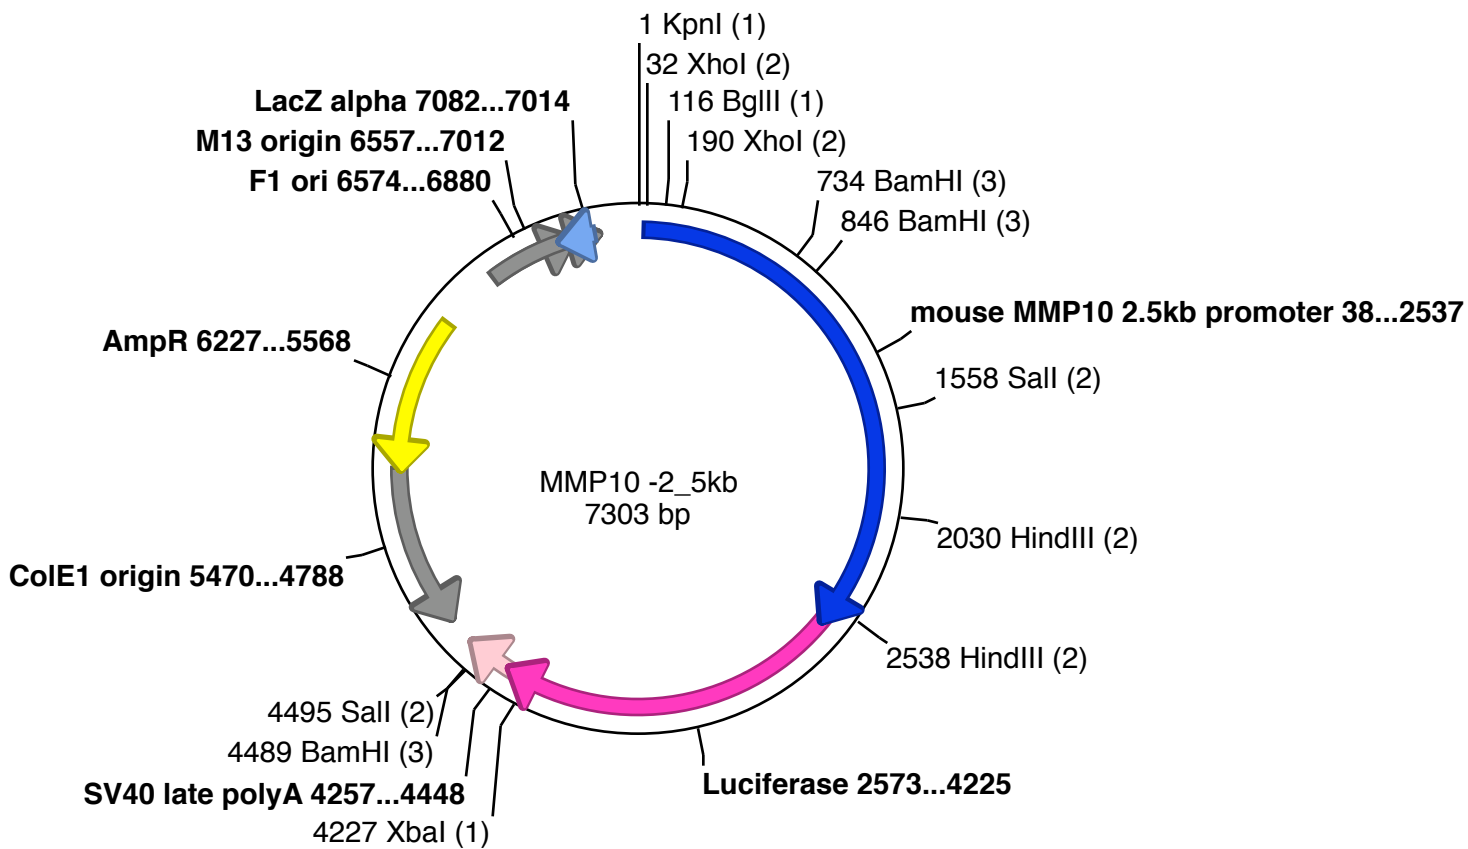 1 KpnI (1)
32 XhoI (2)
LacZ alpha 7082...7014
116 BglII (1)
M13 origin 6557...7012
190 XhoI (2)
F1 ori 6574...6880
734 BamHI (3)
846 BamHI (3)
mouse MMP10 2.5kb promoter 38...2537
AmpR 6227...5568
1558 SalI (2)
MMP10 -2_5kb
7303 bp
2030 HindIII (2)
ColE1 origin 5470...4788
2538 HindIII (2)
4495 SalI (2)
4489 BamHI (3)
Luciferase 2573...4225
SV40 late polyA 4257...4448
4227 XbaI (1)